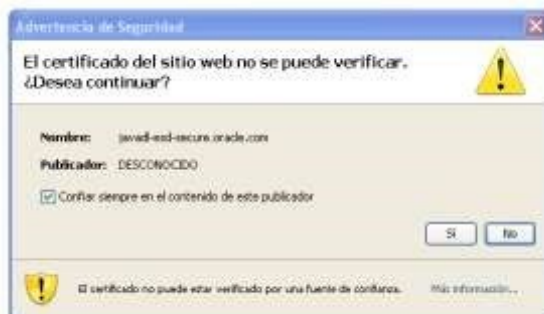 Advertencia de Seguridad
El certificado del sitio web no se puede verificar.
¿Desea continuar?
Nombre: javadl-esd-secure.oracle.com
Publicador: DESCONOCIDO
Confiar siempre en el contenido de este publicador
Sí No
El certificado no puede estar verificado por una fuente de confianza. Más información...